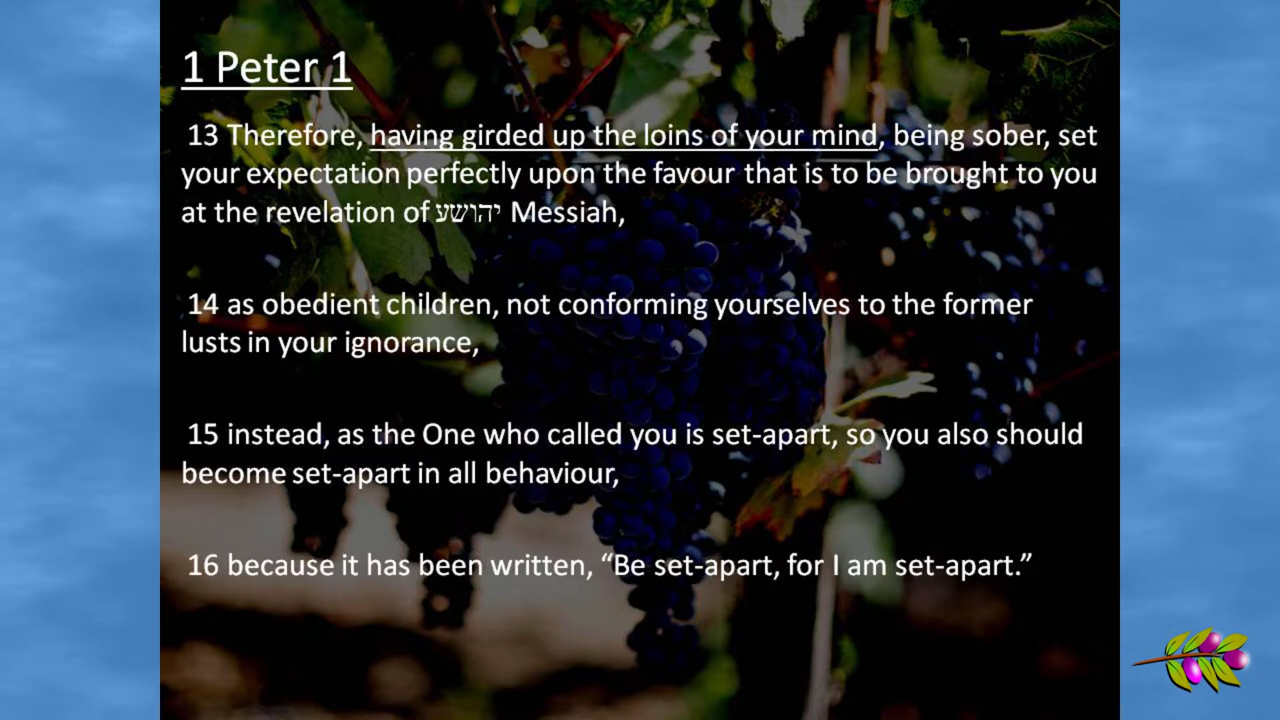 1 Peter 1
13 Therefore, having girded up the loins of your mind, being sober, set
your expectation perfectly upon the favour that is to be brought to you
at the revelation of יהושע Messiah,
14 as obedient children, not conforming yourselves to the former
lusts in your ignorance,
15 instead, as the One who called you is set-apart, so you also should
become set-apart in all behaviour,
16 because it has been written, “Be set-apart, for I am set-apart.”